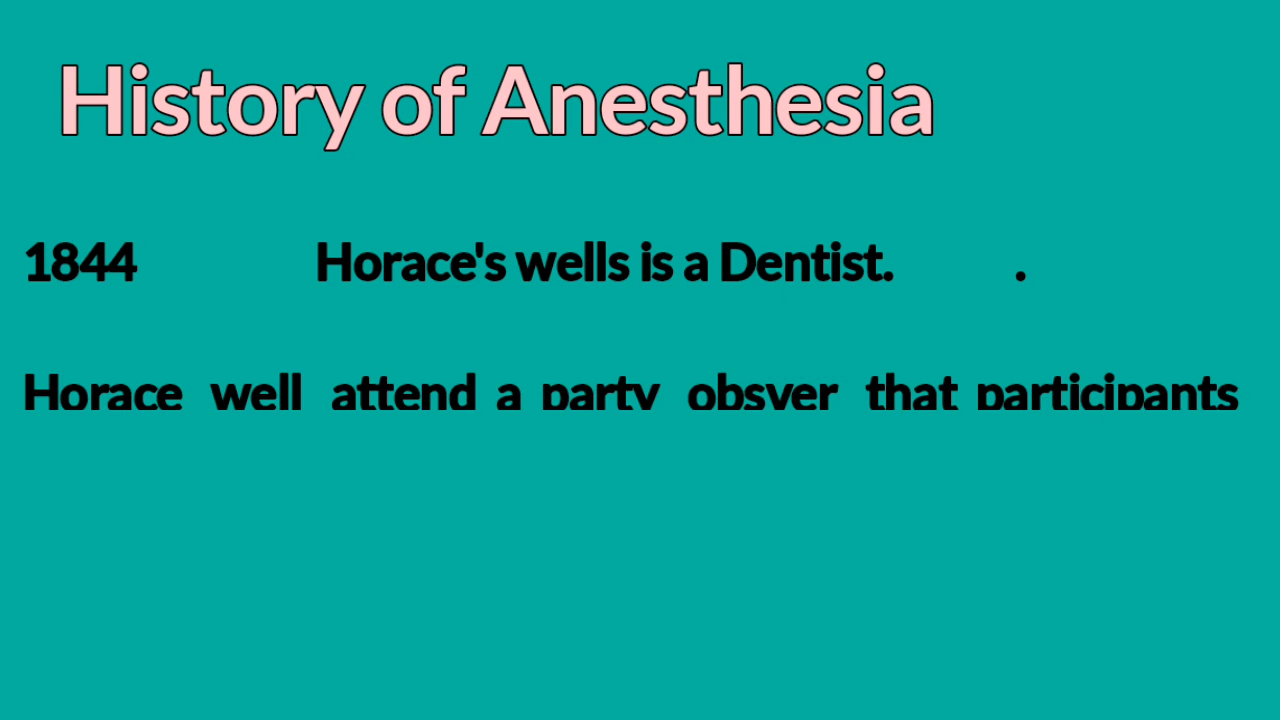 History of Anesthesia
1844 Horace's wells is a Dentist. .
Horace well attend a party obsver that participants